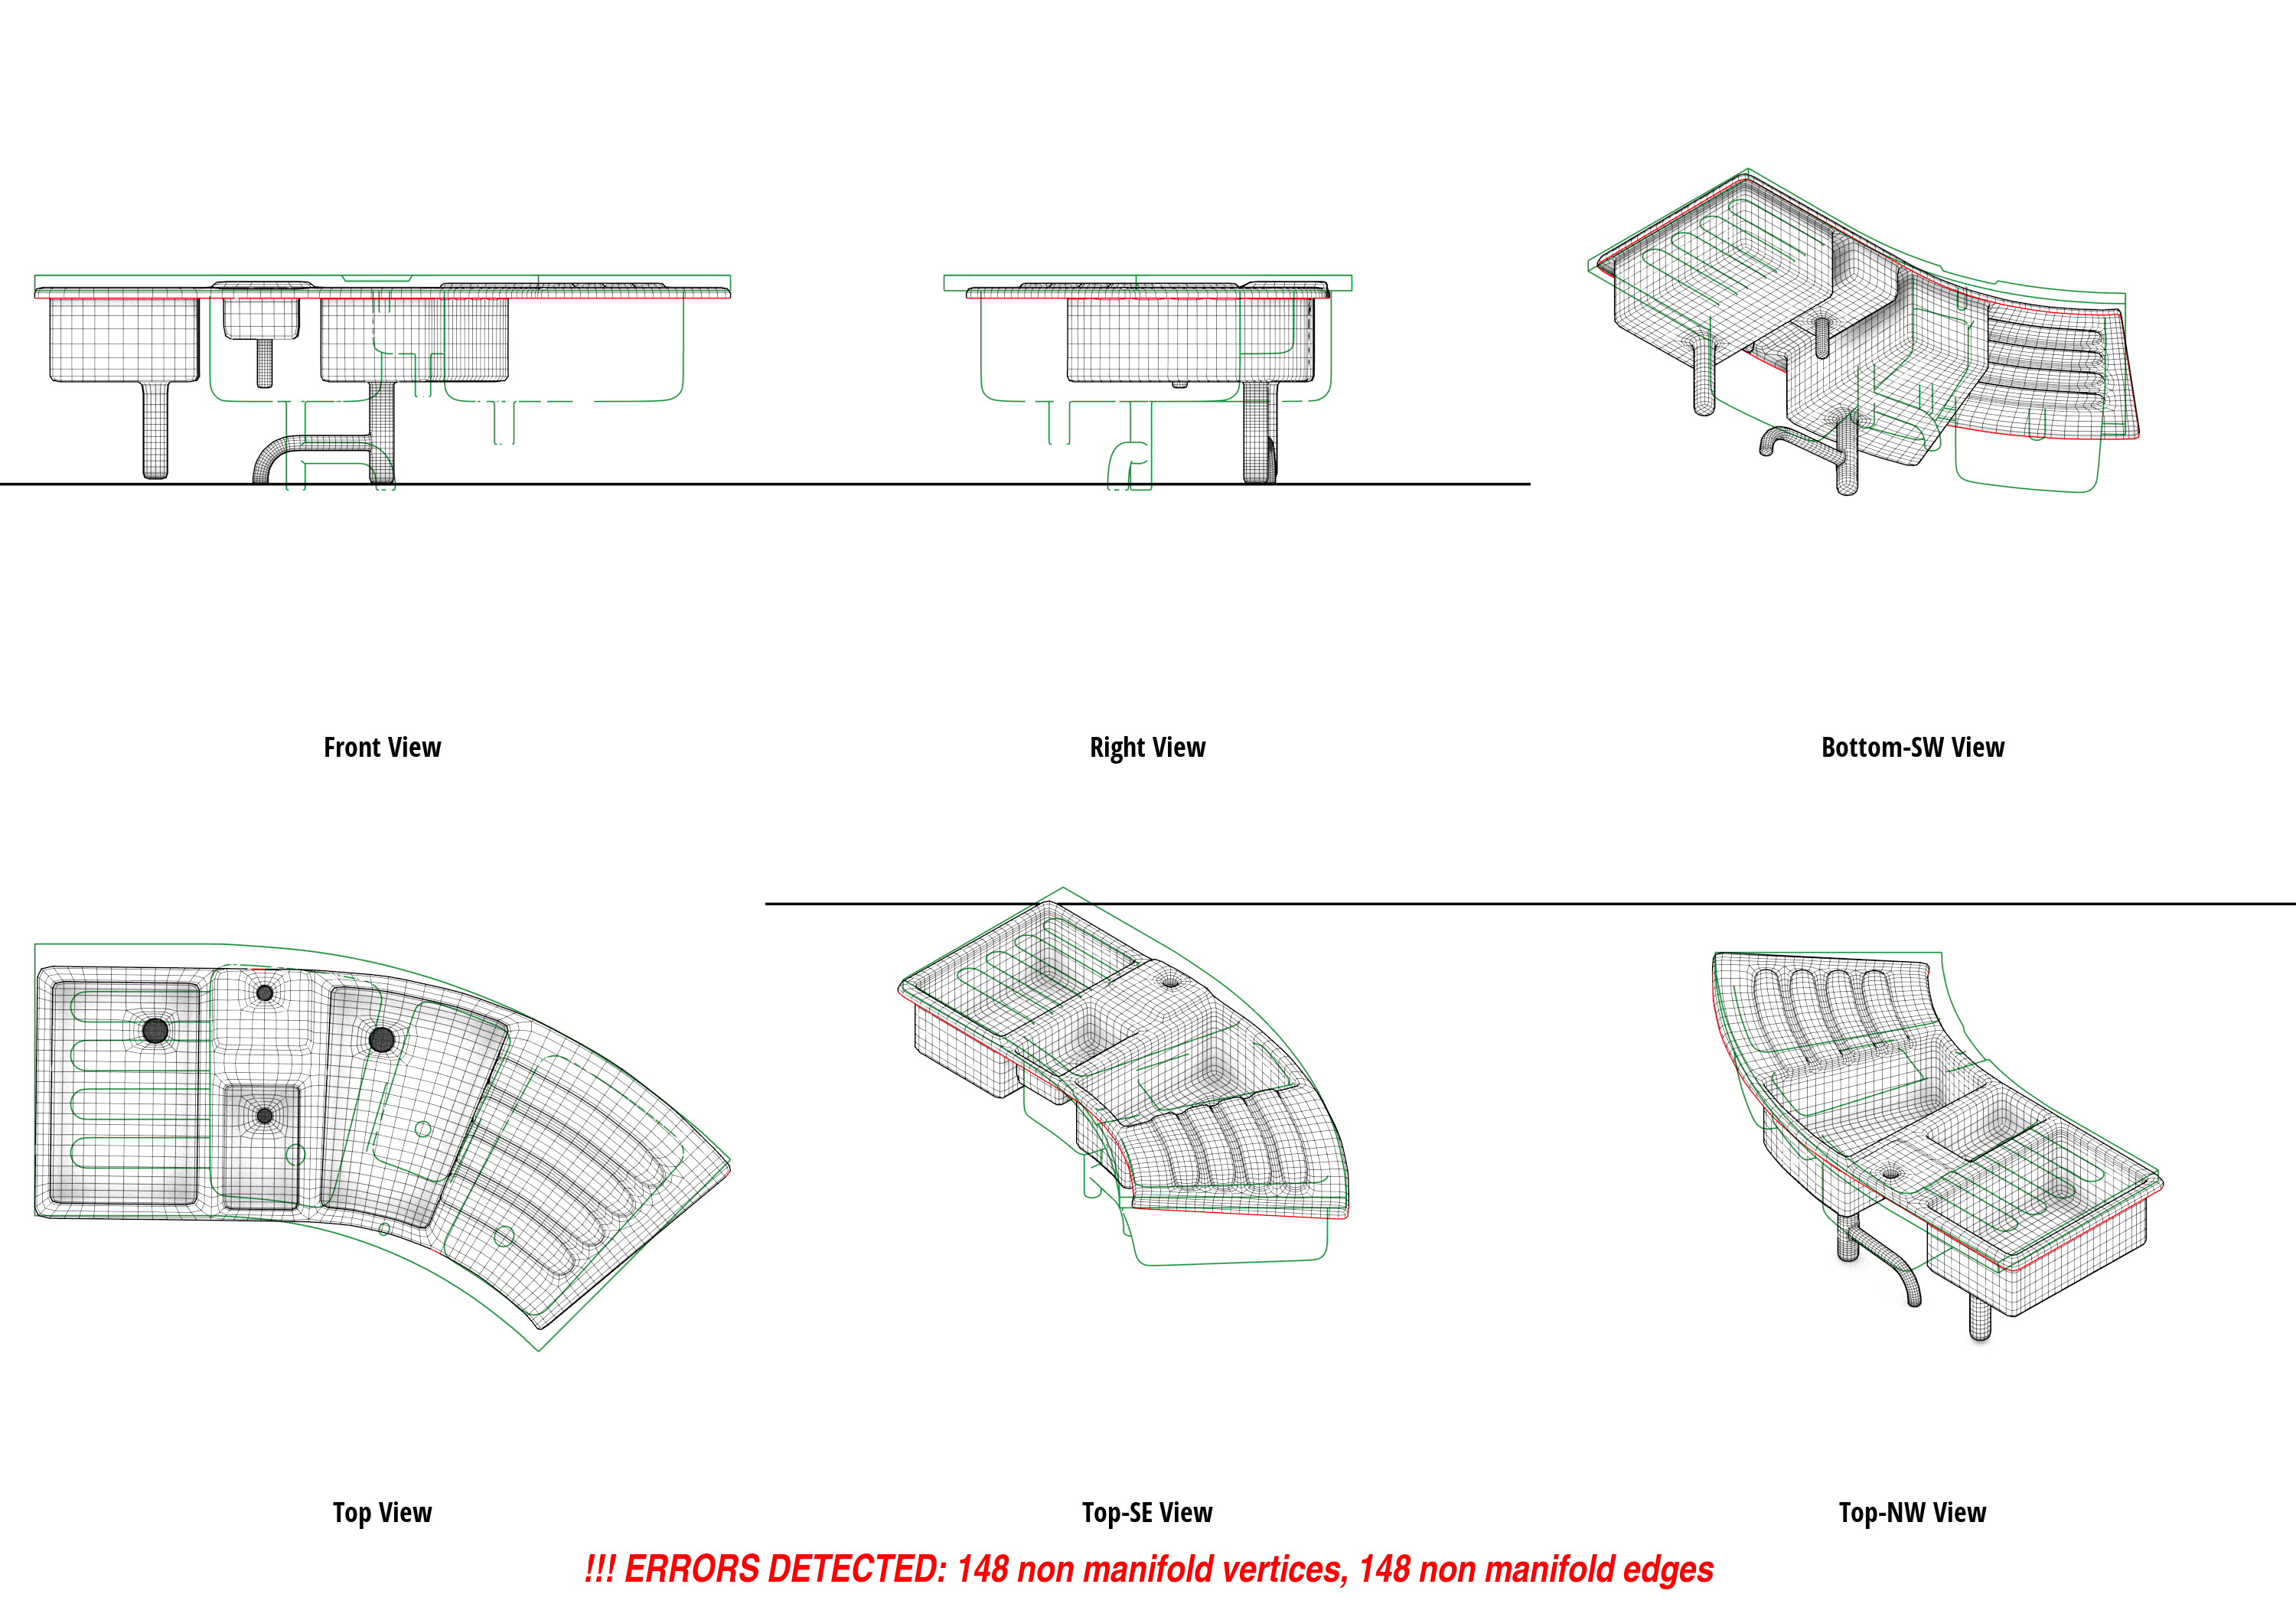 Front View
Right View
Bottom-SW View
Top View
Top-SE View
Top-NW View
!!! ERRORS DETECTED: 148 non manifold vertices, 148 non manifold edges